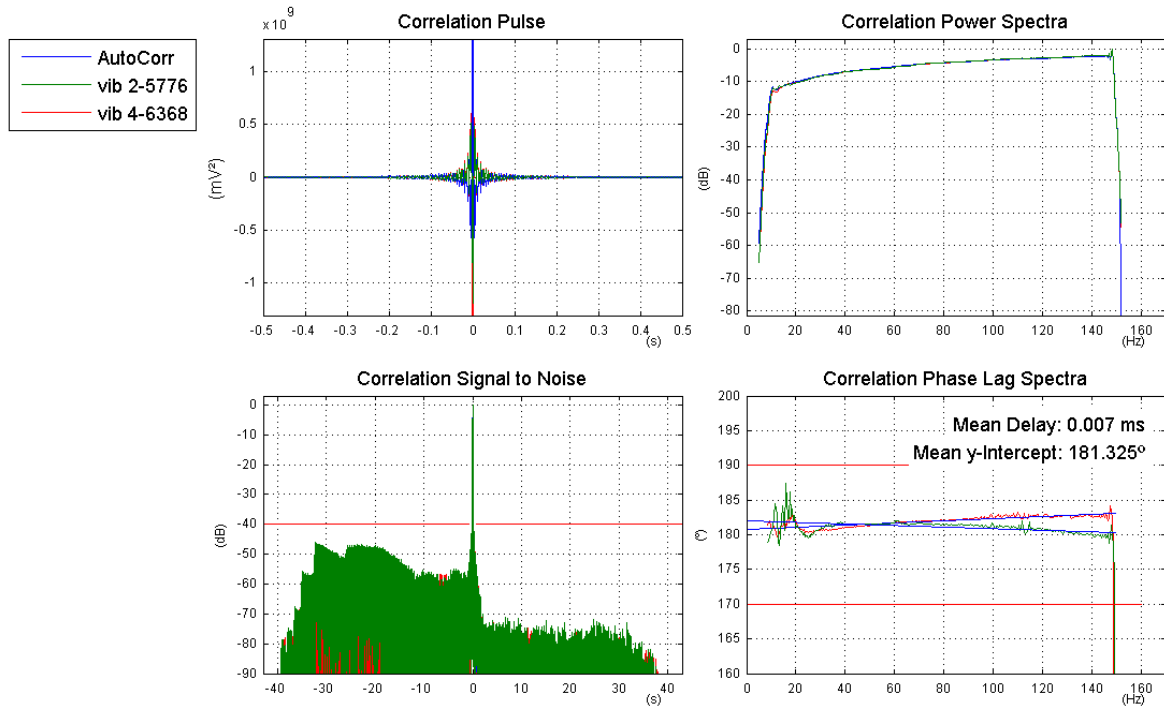 AutoCorr
vib 2-5776
vib 4-6368
Correlation Pulse
x 10⁹
1
0.5
0
-0.5
-1
(mV²)
-0.5 -0.4 -0.3 -0.2 -0.1 0 0.1 0.2 0.3 0.4 0.5
(s)
Correlation Power Spectra
0
-10
-20
-30
-40
-50
-60
-70
-80
(dB)
0 20 40 60 80 100 120 140 160
(Hz)
Correlation Signal to Noise
0
-10
-20
-30
-40
-50
-60
-70
-80
-90
(dB)
-40 -30 -20 -10 0 10 20 30 40
(s)
Correlation Phase Lag Spectra
Mean Delay: 0.007 ms
Mean y-Intercept: 181.325º
200
195
190
185
180
175
170
165
160
(º)
0 20 40 60 80 100 120 140 160
(Hz)